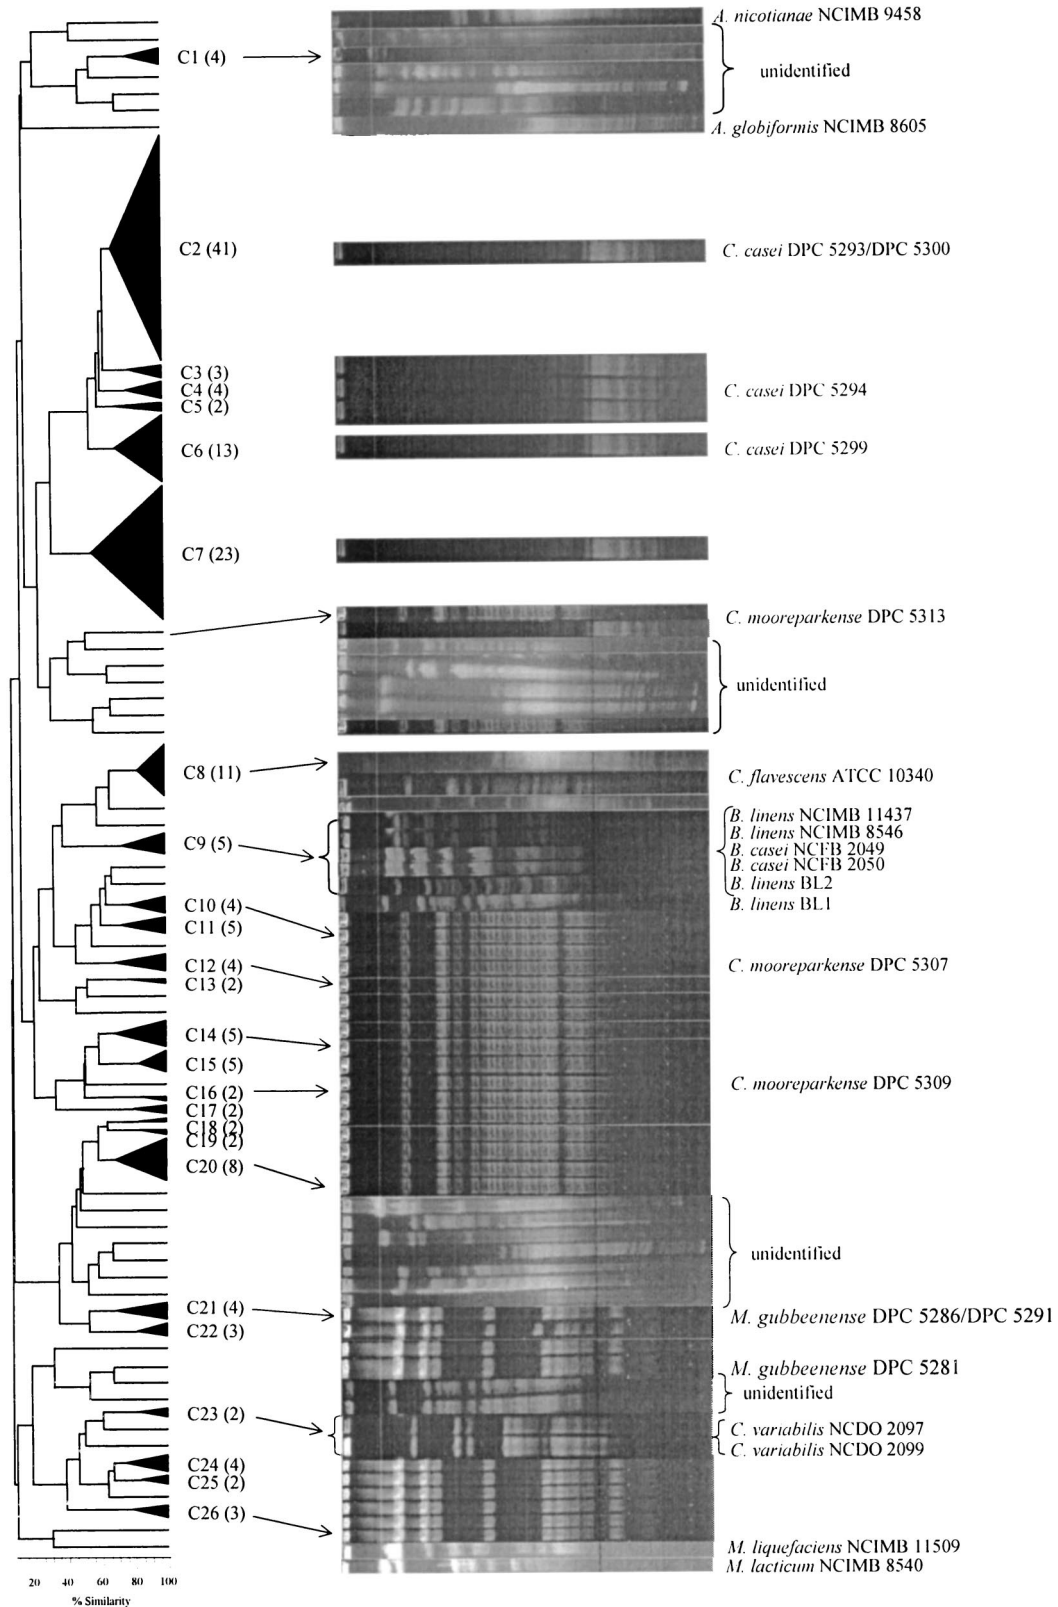 A. nicotianae NCIMB 9458
C1 (4)
unidentified
A. globiformis NCIMB 8605
C2 (41)
C. casei DPC 5293/DPC 5300
C3 (3)
C4 (4)
C. casei DPC 5294
C5 (2)
C6 (13)
C. casei DPC 5299
C7 (23)
C. mooreparkense DPC 5313
unidentified
C8 (11)
C. flavescens ATCC 10340
B. linens NCIMB 11437
B. linens NCIMB 8546
C9 (5)
B. casei NCFB 2049
B. casei NCFB 2050
B. linens BL2
B. linens BL1
C10 (4)
C11 (5)
C12 (4)
C. mooreparkense DPC 5307
C13 (2)
C14 (5)
C15 (5)
C. mooreparkense DPC 5309
C16 (2)
C17 (2)
C18 (2)
C19 (2)
C20 (8)
unidentified
C21 (4)
M. gubbeenense DPC 5286/DPC 5291
C22 (3)
M. gubbeenense DPC 5281
unidentified
C23 (2)
C. variabilis NCDO 2097
C. variabilis NCDO 2099
C24 (4)
C25 (2)
C26 (3)
M. liquefaciens NCIMB 11509
M. lacticum NCIMB 8540
20 40 60 80 100
% Similarity